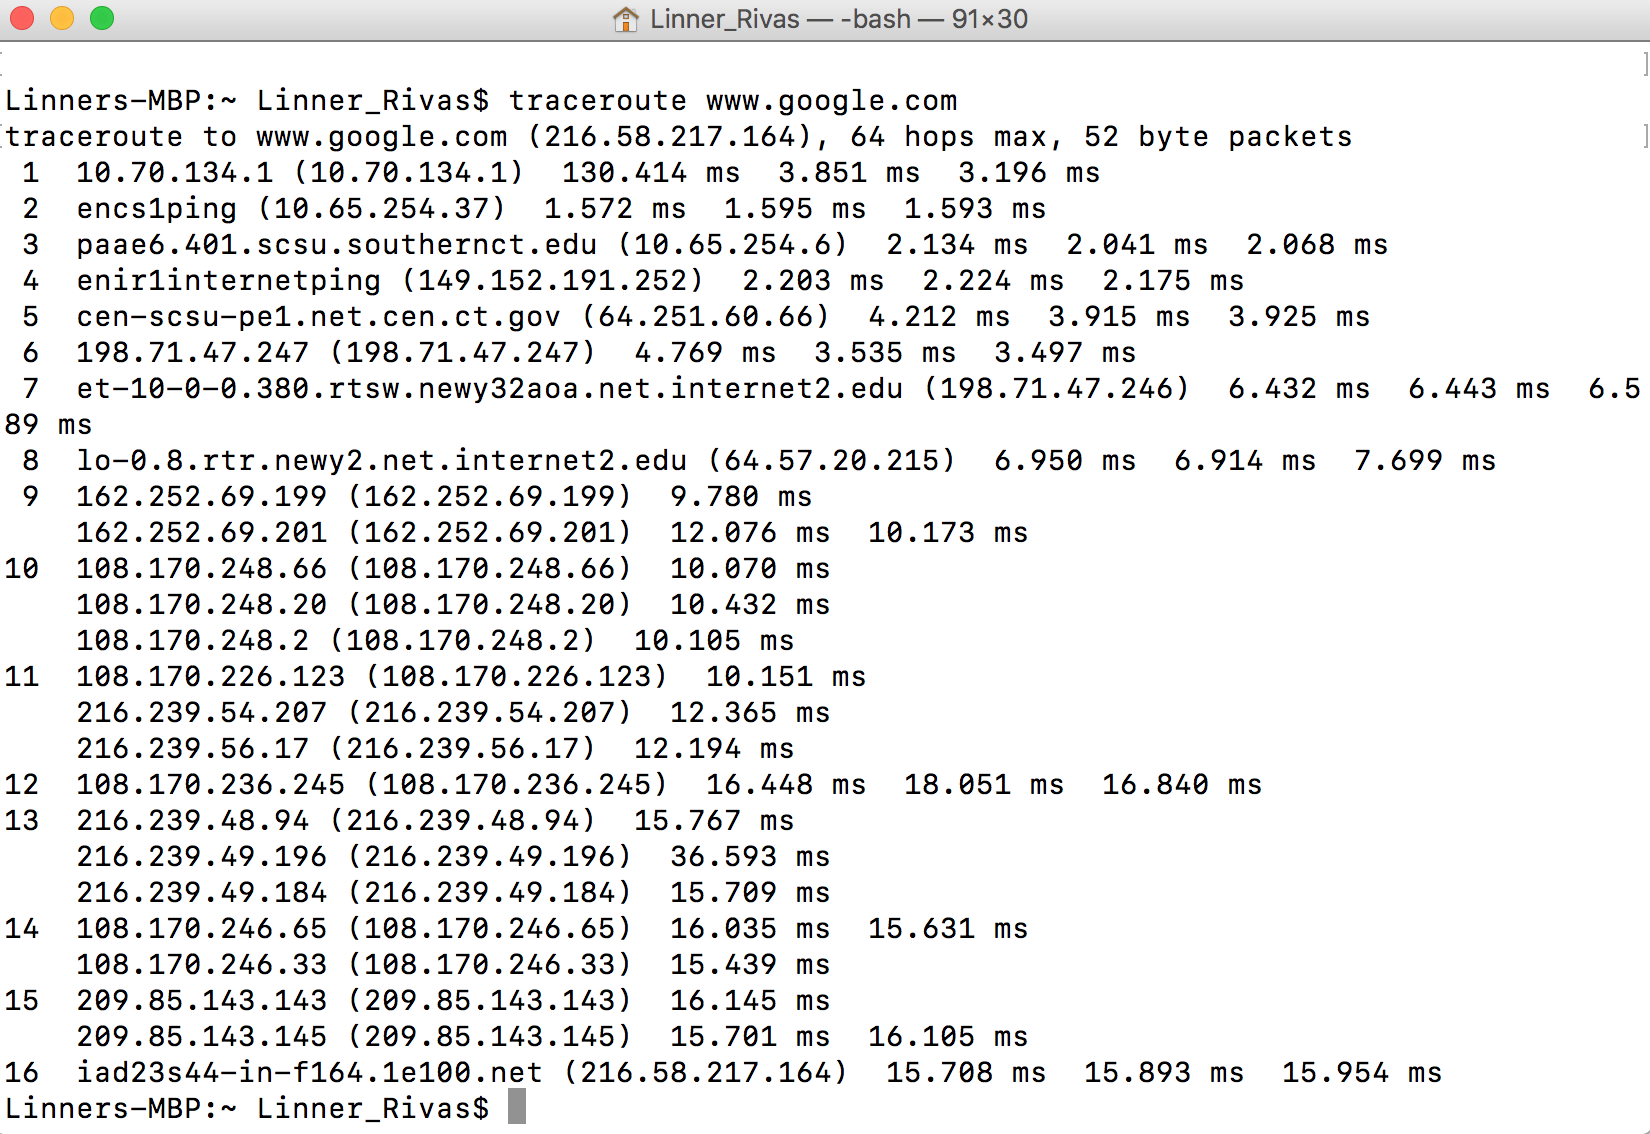 Linner_Rivas — -bash — 91×30
Linners-MBP:~ Linner_Rivas$ traceroute www.google.com
traceroute to www.google.com (216.58.217.164), 64 hops max, 52 byte packets
 1  10.70.134.1 (10.70.134.1)  130.414 ms  3.851 ms  3.196 ms
 2  encs1ping (10.65.254.37)  1.572 ms  1.595 ms  1.593 ms
 3  paae6.401.scsu.southernct.edu (10.65.254.6)  2.134 ms  2.041 ms  2.068 ms
 4  enir1internetping (149.152.191.252)  2.203 ms  2.224 ms  2.175 ms
 5  cen-scsu-pe1.net.cen.ct.gov (64.251.60.66)  4.212 ms  3.915 ms  3.925 ms
 6  198.71.47.247 (198.71.47.247)  4.769 ms  3.535 ms  3.497 ms
 7  et-10-0-0.380.rtsw.newy32aoa.net.internet2.edu (198.71.47.246)  6.432 ms  6.443 ms  6.5
89 ms
 8  lo-0.8.rtr.newy2.net.internet2.edu (64.57.20.215)  6.950 ms  6.914 ms  7.699 ms
 9  162.252.69.199 (162.252.69.199)  9.780 ms
    162.252.69.201 (162.252.69.201)  12.076 ms  10.173 ms
10  108.170.248.66 (108.170.248.66)  10.070 ms
    108.170.248.20 (108.170.248.20)  10.432 ms
    108.170.248.2 (108.170.248.2)  10.105 ms
11  108.170.226.123 (108.170.226.123)  10.151 ms
    216.239.54.207 (216.239.54.207)  12.365 ms
    216.239.56.17 (216.239.56.17)  12.194 ms
12  108.170.236.245 (108.170.236.245)  16.448 ms  18.051 ms  16.840 ms
13  216.239.48.94 (216.239.48.94)  15.767 ms
    216.239.49.196 (216.239.49.196)  36.593 ms
    216.239.49.184 (216.239.49.184)  15.709 ms
14  108.170.246.65 (108.170.246.65)  16.035 ms  15.631 ms
    108.170.246.33 (108.170.246.33)  15.439 ms
15  209.85.143.143 (209.85.143.143)  16.145 ms
    209.85.143.145 (209.85.143.145)  15.701 ms  16.105 ms
16  iad23s44-in-f164.1e100.net (216.58.217.164)  15.708 ms  15.893 ms  15.954 ms
Linners-MBP:~ Linner_Rivas$